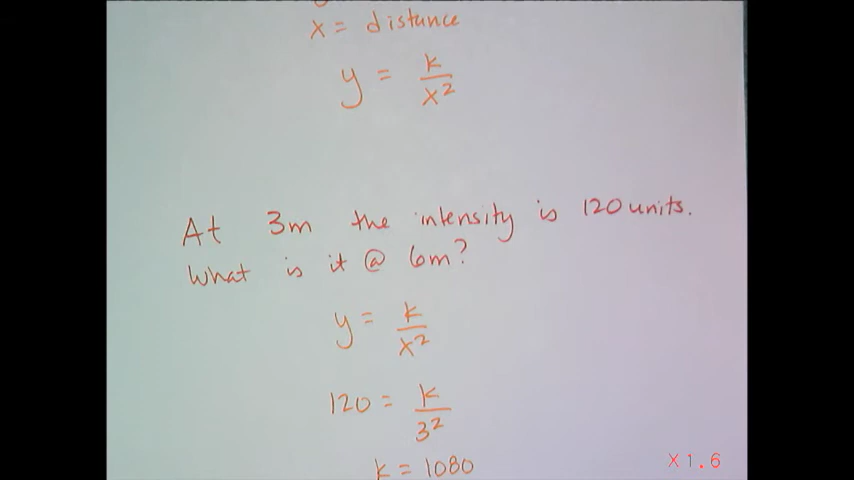 x = distance
y = k/x²
At 3m the intensity is 120 units.
What is it @ 6m?
y = k/x²
120 = k/3²
k = 1080
X1.6